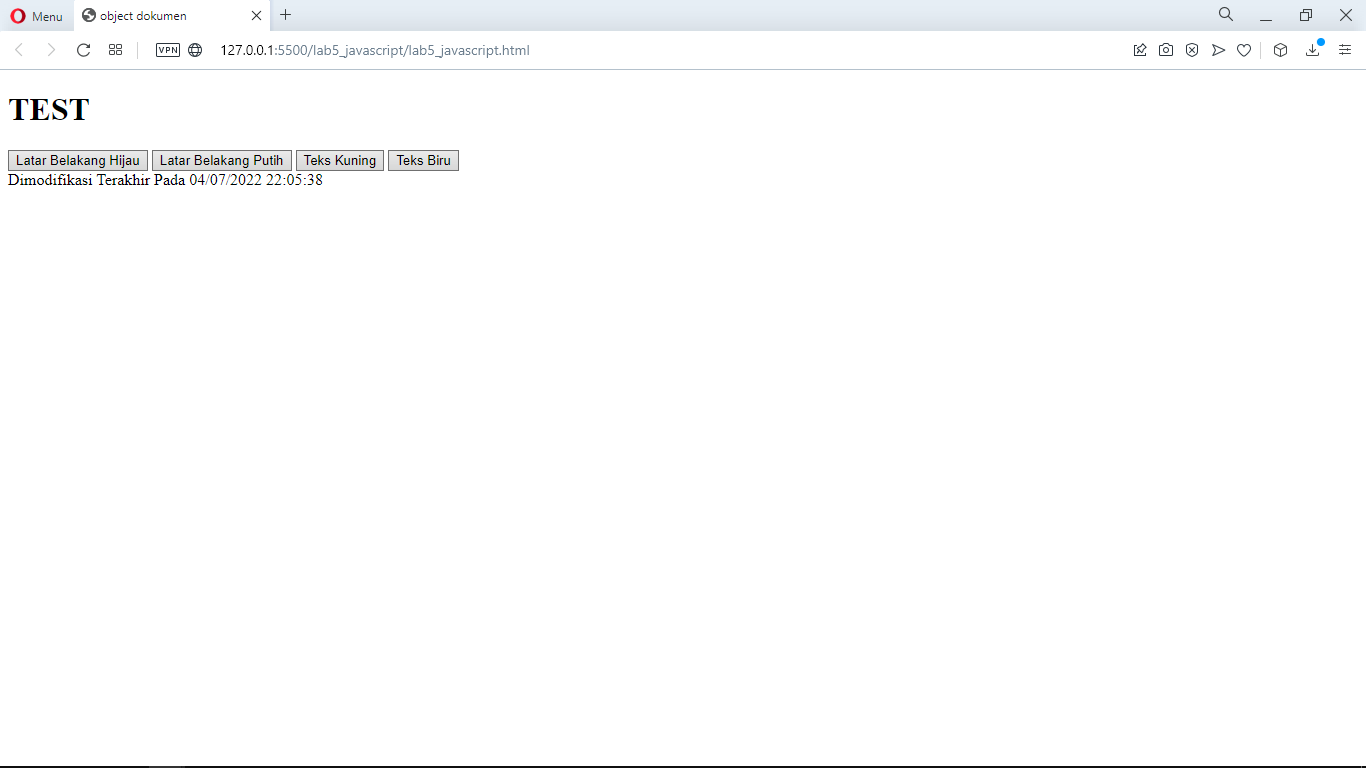 Menu object dokumen
VPN 127.0.0.1:5500/lab5_javascript/lab5_javascript.html
TEST
Latar Belakang Hijau Latar Belakang Putih Teks Kuning Teks Biru
Dimodifikasi Terakhir Pada 04/07/2022 22:05:38